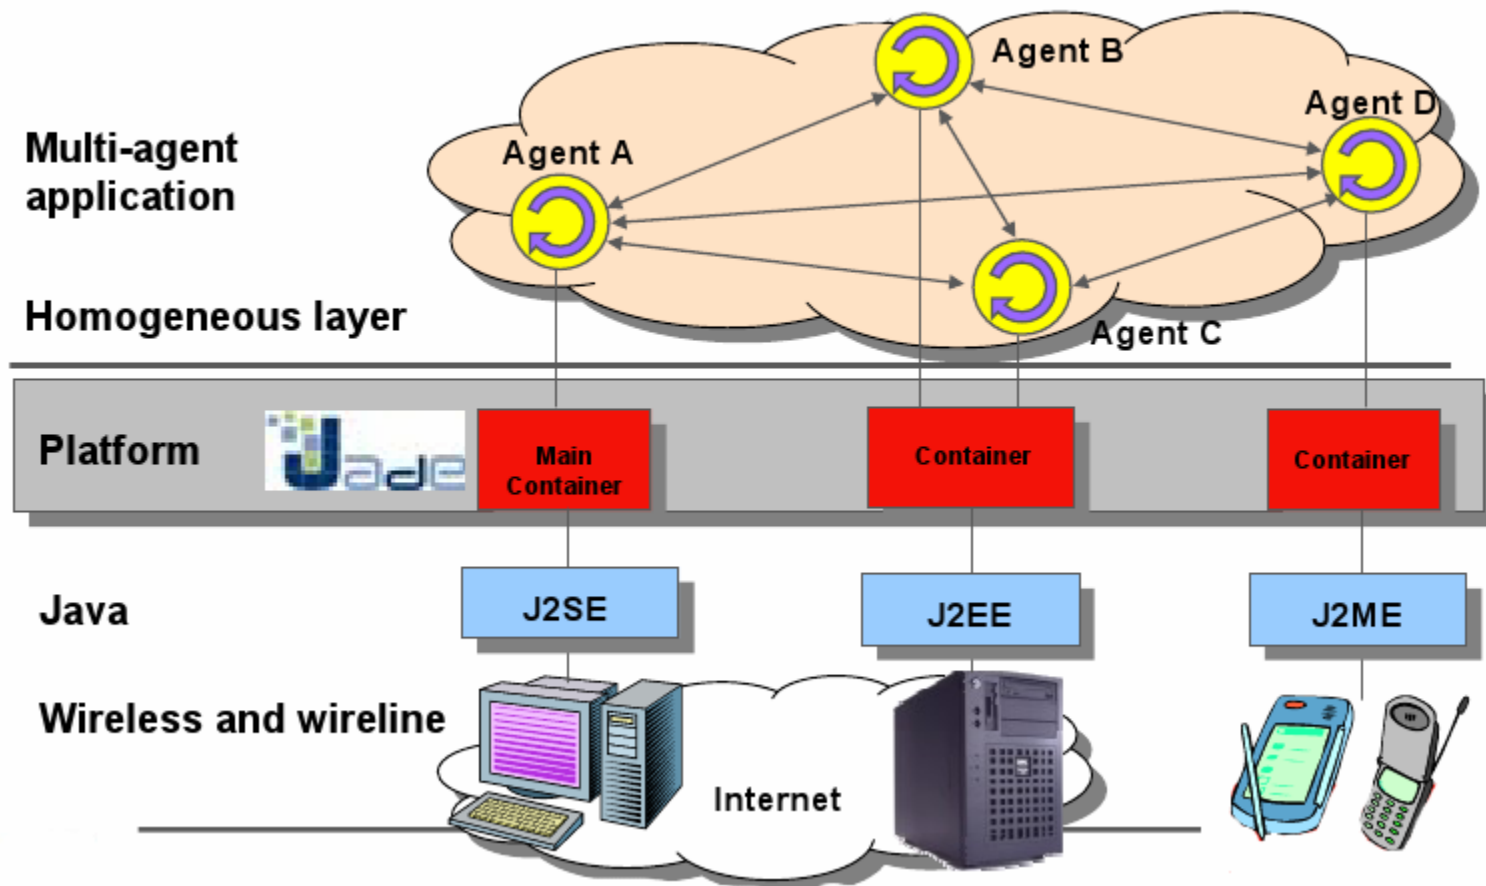 Agent B
Agent D
Multi-agent
application
Agent A
Homogeneous layer
Agent C
Platform
Jade
Main
Container
Container
Container
Java
J2SE
J2EE
J2ME
Wireless and wireline
Internet